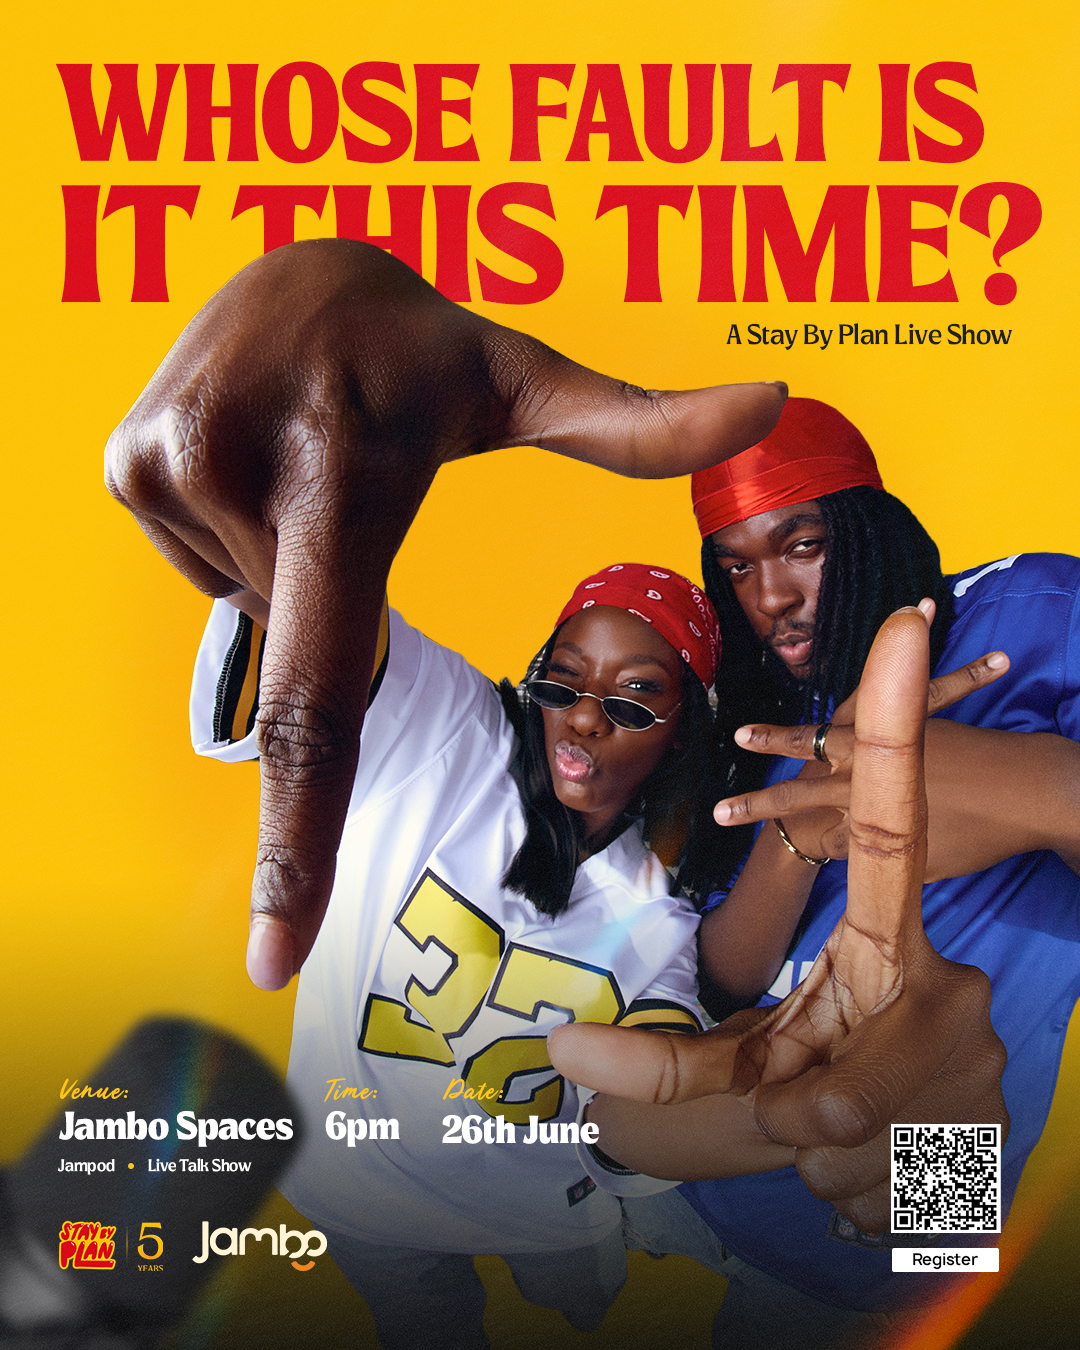 WHOSE FAULT IS
IT THIS TIME?
A Stay By Plan Live Show
Venue:
Jambo Spaces
Jampod • Live Talk Show
Time:
6pm
Date:
26th June
STAY BY
PLAN
5
YEARS
Jambo
Register